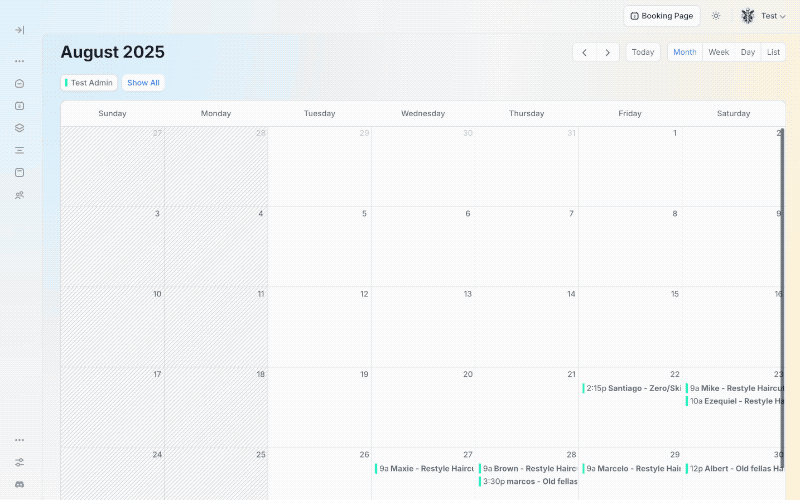 Booking Page
Test
August 2025
Today
Month Week Day List
Test Admin
Show All
Sunday Monday Tuesday Wednesday Thursday Friday Saturday
27 28 29 30 31 1 2
3 4 5 6 7 8 9
10 11 12 13 14 15 16
17 18 19 20 21 22 23
2:15p Santiago - Zero/Ski 9a Mike - Restyle Haircut
10a Ezequiel - Restyle Ha
24 25 26 27 28 29 30
9a Maxie - Restyle Haircu 9a Brown - Restyle Hairc 9a Marcelo - Restyle Hair 12p Albert - Old fellas Ha
3:30p marcos - Old fellas